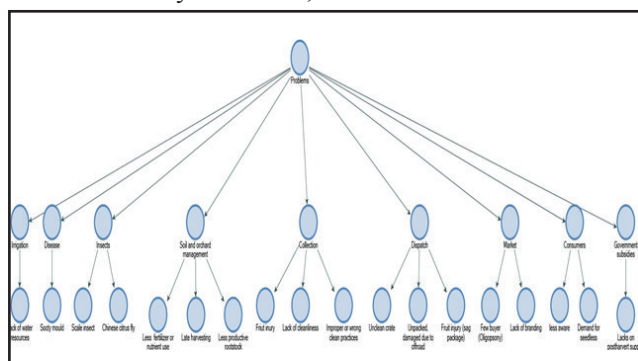 Problems
Irrigation
Disease
Insects
Soil and orchard
management
Collection
Dispatch
Market
Consumers
Government
subsidies
ack of water
resources
Sooty mould
Scale insect
Chinese citrus fly
Less fertilizer or
nutrient use
Late harvesting
Less productive
rootstock
Fruit
Lack of cleanliness
Improper or wrong
clean practices
Unclean crate
Unpacked,
damaged due to
offroad
Fruit injury (sag
package)
Few buyer
(Oligopsony)
Lack of branding
less aware
Demand for
seedless
Lacks on
postharvest